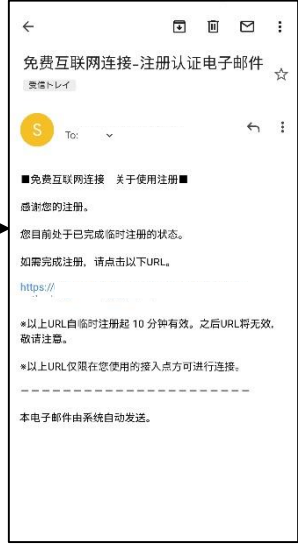 免费互联网连接-注册认证电子邮件
受信トレイ
S
To:
■免费互联网连接　关于使用注册■
感谢您的注册。
您目前处于已完成临时注册的状态。
如需完成注册，请点击以下URL。
https://
*以上URL自临时注册起 10 分钟有效。之后URL将无效，
敬请注意。
*以上URL仅限在您使用的接入点方可进行连接。
－－－－－－－－－－－－－－－－－－－－－－－
本电子邮件由系统自动发送。